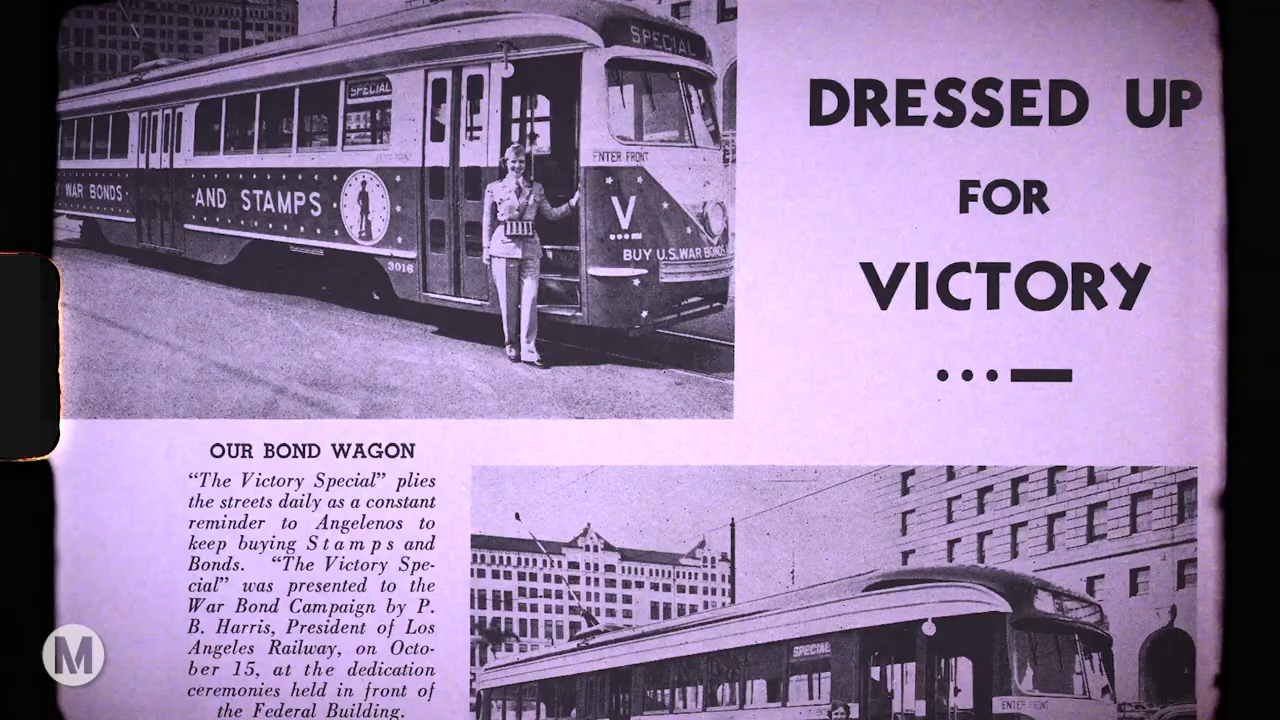 SPECIAL
SPECIAL
ENTER FRONT
WAR BONDS
AND STAMPS
V
BUY U.S. WAR BONDS
3016
DRESSED UP
FOR
VICTORY
OUR BOND WAGON
"The Victory Special" plies
the streets daily as a constant
reminder to Angelenos to
keep buying Stamps and
Bonds. "The Victory Spe-
cial" was presented to the
War Bond Campaign by P.
B. Harris, President of Los
Angeles Railway, on Octo-
ber 15, at the dedication
ceremonies held in front of
the Federal Building.
SPECIAL
ENTER FRONT
M